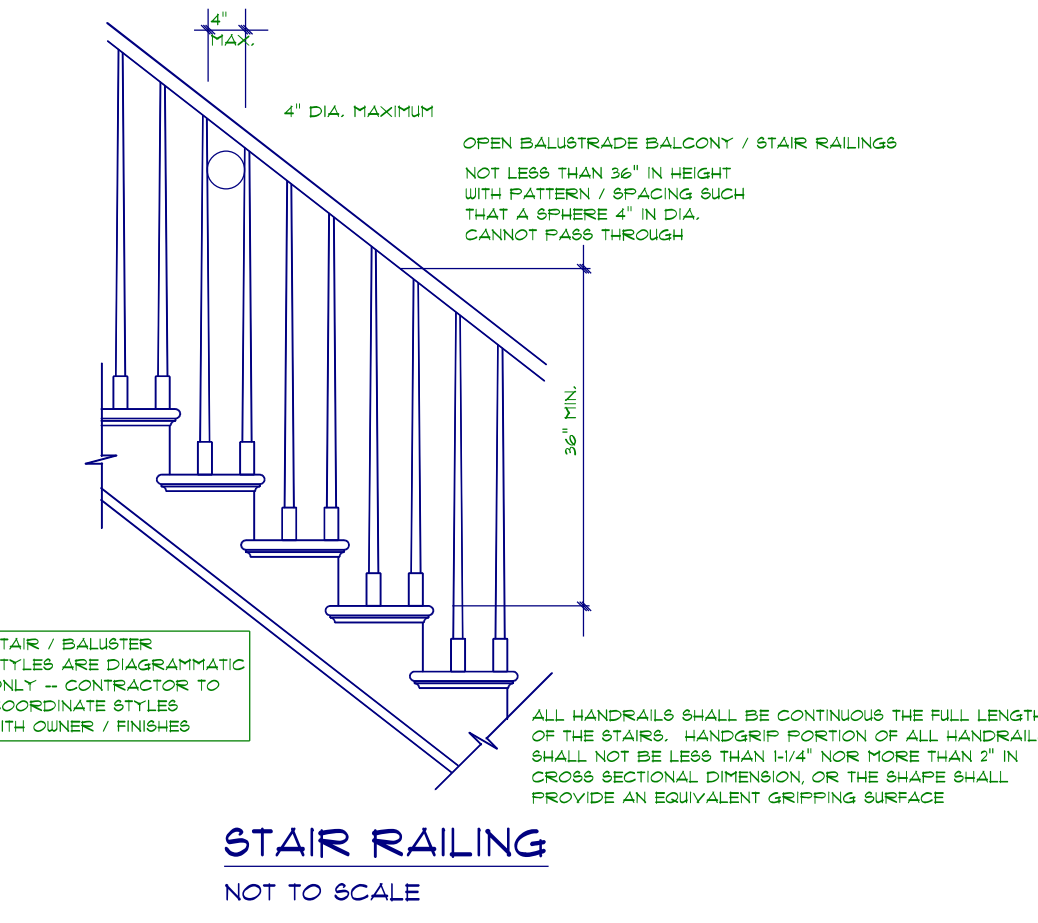 4"
MAX.
4" DIA. MAXIMUM
OPEN BALUSTRADE BALCONY / STAIR RAILINGS
NOT LESS THAN 36" IN HEIGHT
WITH PATTERN / SPACING SUCH
THAT A SPHERE 4" IN DIA.
CANNOT PASS THROUGH
36" MIN.
TAIR / BALUSTER
TYLES ARE DIAGRAMMATIC
NLY -- CONTRACTOR TO
OORDINATE STYLES
ITH OWNER / FINISHES
ALL HANDRAILS SHALL BE CONTINUOUS THE FULL LENGTH
OF THE STAIRS. HANDGRIP PORTION OF ALL HANDRAIL
SHALL NOT BE LESS THAN 1-1/4" NOR MORE THAN 2" IN
CROSS SECTIONAL DIMENSION, OR THE SHAPE SHALL
PROVIDE AN EQUIVALENT GRIPPING SURFACE
STAIR RAILING
NOT TO SCALE